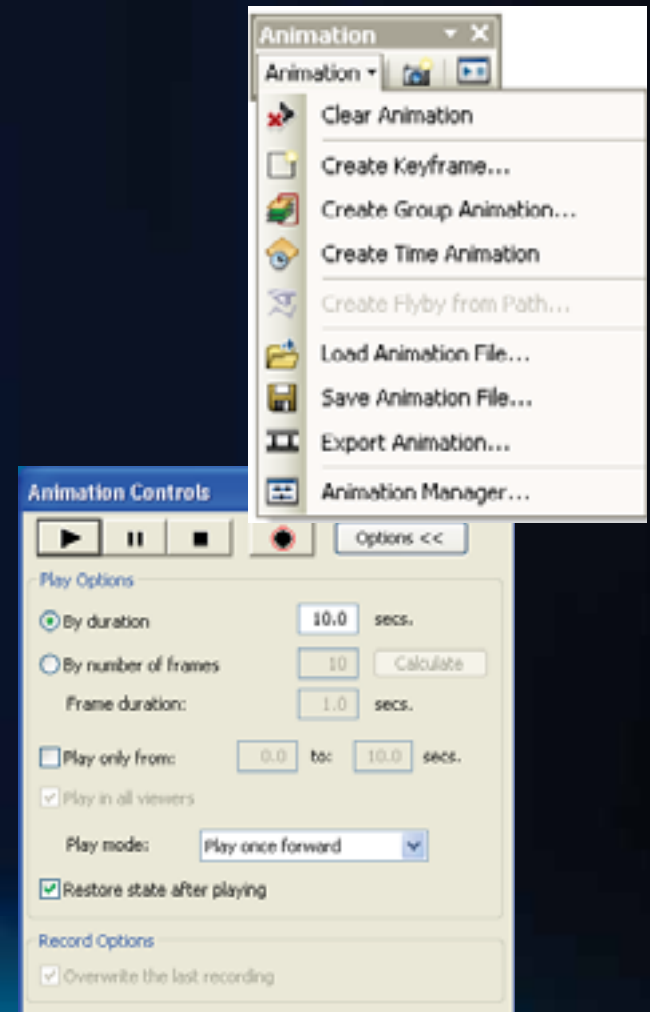 Animation
Animation
Clear Animation
Create Keyframe...
Create Group Animation...
Create Time Animation
Create Flyby from Path...
Load Animation File...
Save Animation File...
Export Animation...
Animation Manager...
Animation Controls
Options <<
Play Options
By duration 10.0 secs.
By number of frames 10 Calculate
Frame duration: 1.0 secs.
Play only from: 0.0 to: 10.0 secs.
Play in all viewers
Play mode: Play once forward
Restore state after playing
Record Options
Overwrite the last recording